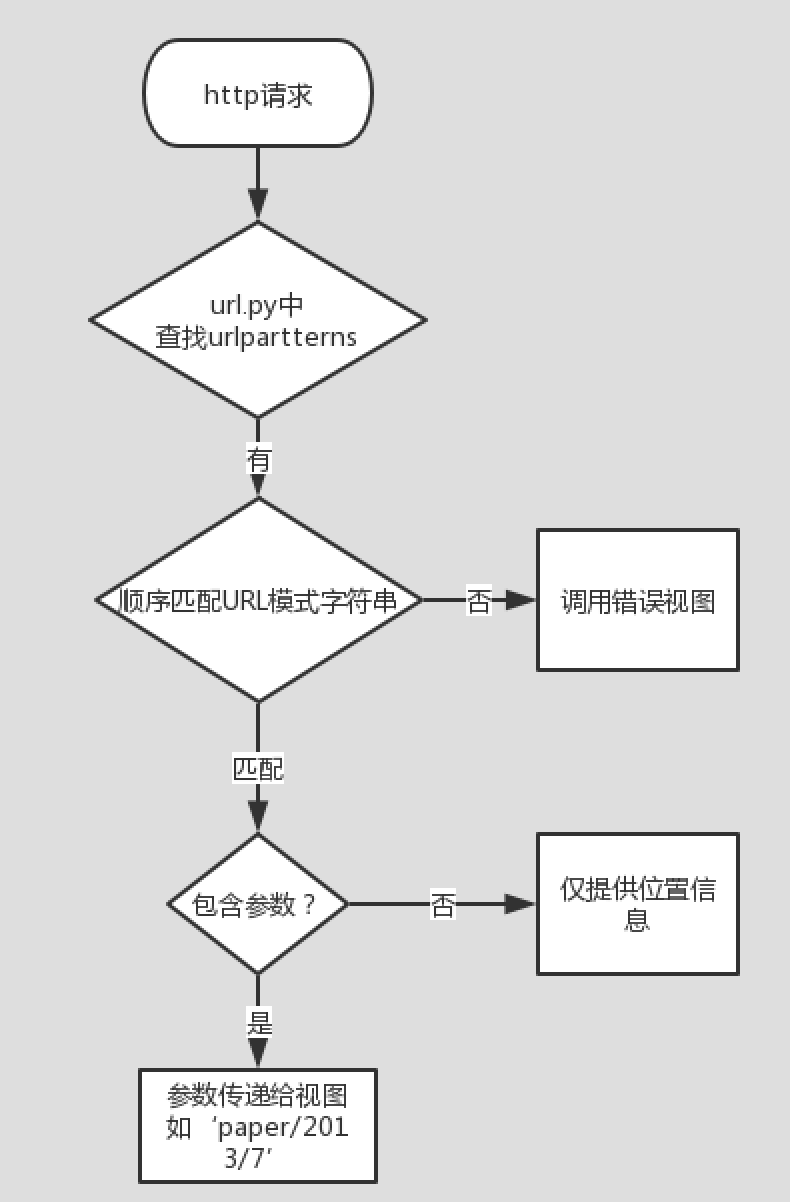 http请求
url.py中
查找urlpartterns
有
顺序匹配URL模式字符串
否
调用错误视图
匹配
包含参数？
否
仅提供位置信
息
是
参数传递给视图
如‘paper/201
3/7’